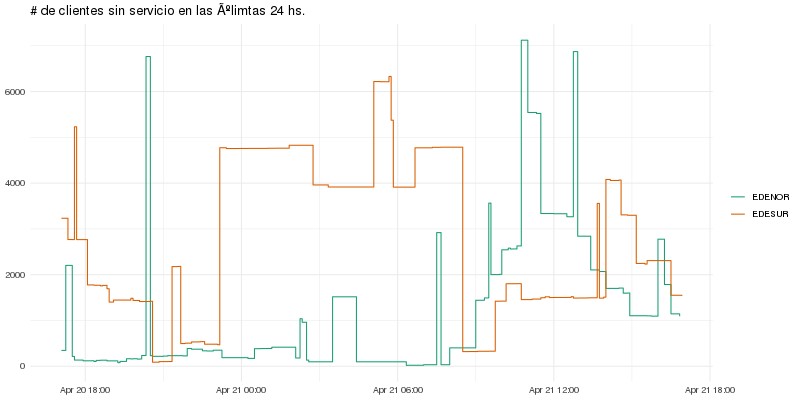 # de clientes sin servicio en las Ãºlimtas 24 hs.
6000
4000
2000
0
Apr 20 18:00
Apr 21 00:00
Apr 21 06:00
Apr 21 12:00
Apr 21 18:00
EDENOR
EDESUR